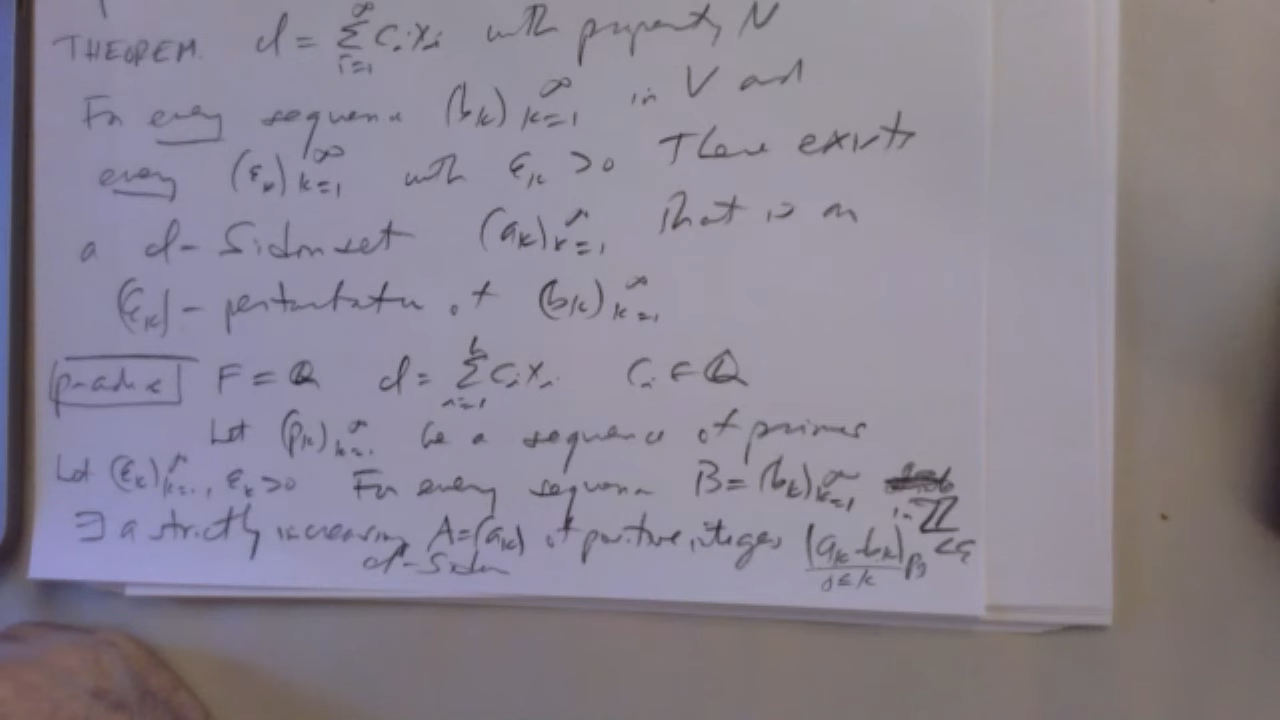 THEOREM. φ = ∑_{i=1}^{∞} c_i x_i with property N
For every sequence (b_k)_{k=1}^{∞} in V and
every (ε_k)_{k=1}^{∞} with ε_k > 0 There exists
a φ-Sidon set (a_k)_{k=1}^{∞} that is an
(ε_k)-perturbation of (b_k)_{k=1}^{∞}
p-adic F = Q φ = ∑_{i=1}^{h} c_i x_i c_i ∈ Q
Let (p_k)_{k=1}^{∞} be a sequence of primes
Let (ε_k)_{k=1}^{∞}, ε_k > 0 For every sequence B = (b_k)_{k=1}^{∞} in Z
∃ a strictly increasing A = (a_k) of positive integers |a_k - b_k|_{p_j} < ε
φ-Sidon j ≤ k